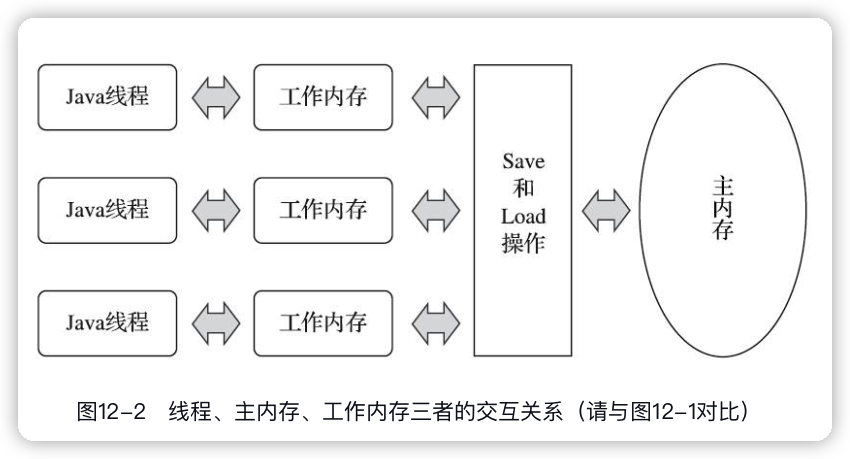 Java线程
工作内存
Java线程
工作内存
Java线程
工作内存
Save
和
Load
操作
主
内
存
图12-2 线程、主内存、工作内存三者的交互关系（请与图12-1对比）